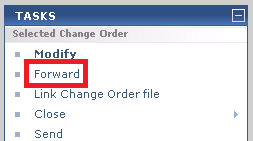 TASKS
Selected Change Order
Modify
Forward
Link Change Order file
Close
Send